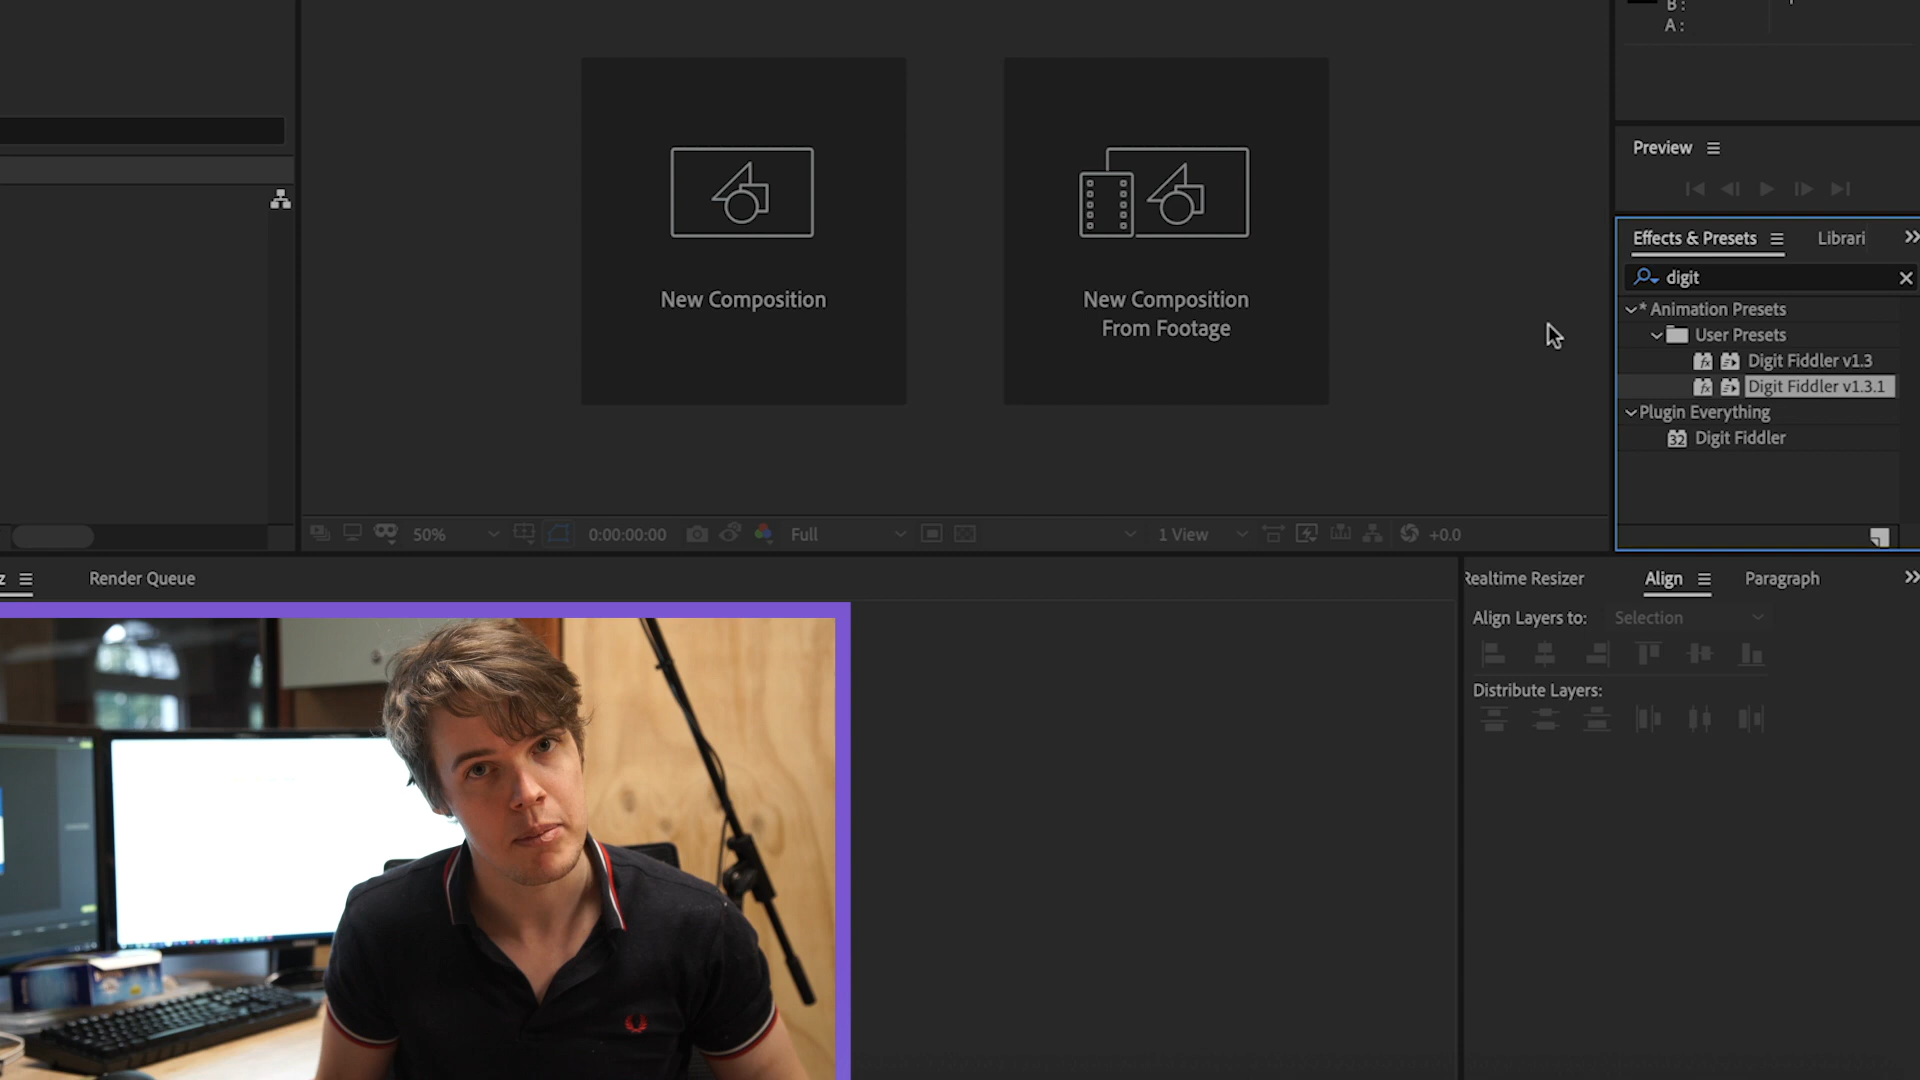 B:
A:
New Composition
New Composition
From Footage
Preview
Effects & Presets
Librari
digit
* Animation Presets
User Presets
Digit Fiddler v1.3
Digit Fiddler v1.3.1
Plugin Everything
32 Digit Fiddler
50%
0:00:00:00
Full
1 View
+0.0
z
Render Queue
Realtime Resizer
Align
Paragraph
Align Layers to:
Selection
Distribute Layers: